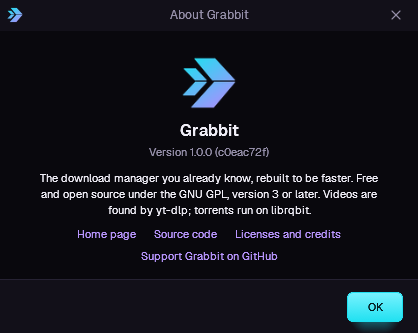 About Grabbit
Grabbit
Version 1.0.0 (c0eac72f)
The download manager you already know, rebuilt to be faster. Free
and open source under the GNU GPL, version 3 or later. Videos are
found by yt-dlp; torrents run on librqbit.
Home page Source code Licenses and credits
Support Grabbit on GitHub
OK